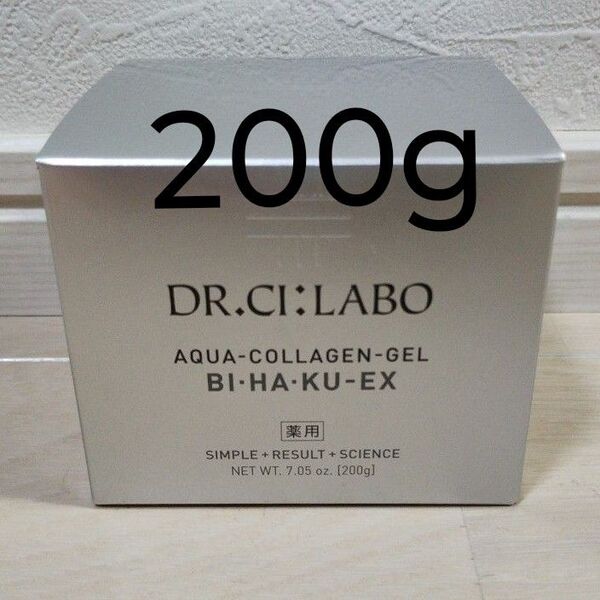 200g
DR.CI:LABO
AQUA-COLLAGEN-GEL
BI・HA・KU-EX
薬用
SIMPLE + RESULT + SCIENCE
NET WT. 7.05 oz. [200g]